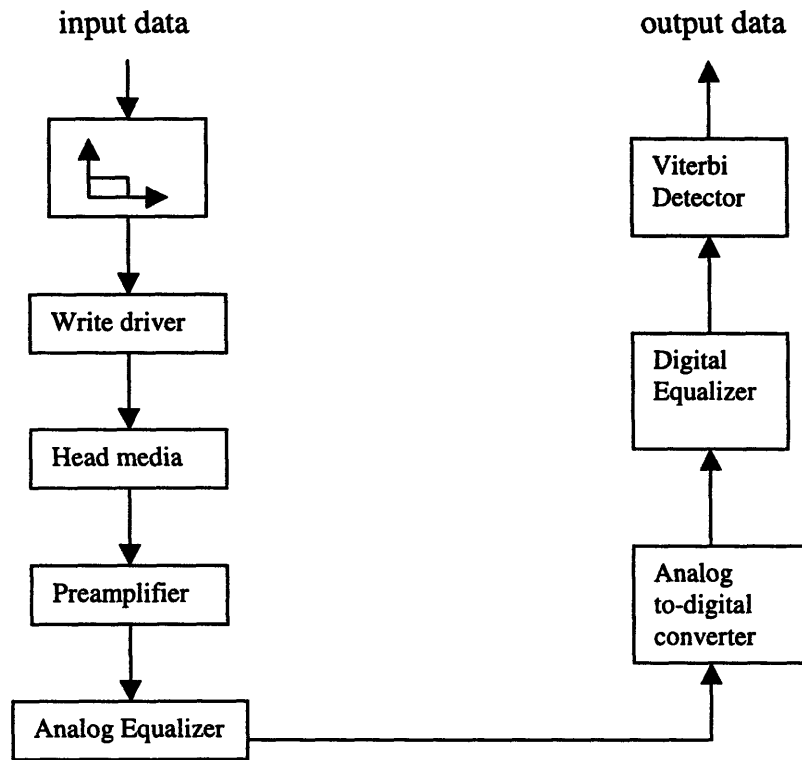 input data
Write driver
Head media
Preamplifier
Analog Equalizer
output data
Viterbi
Detector
Digital
Equalizer
Analog
to-digital
converter